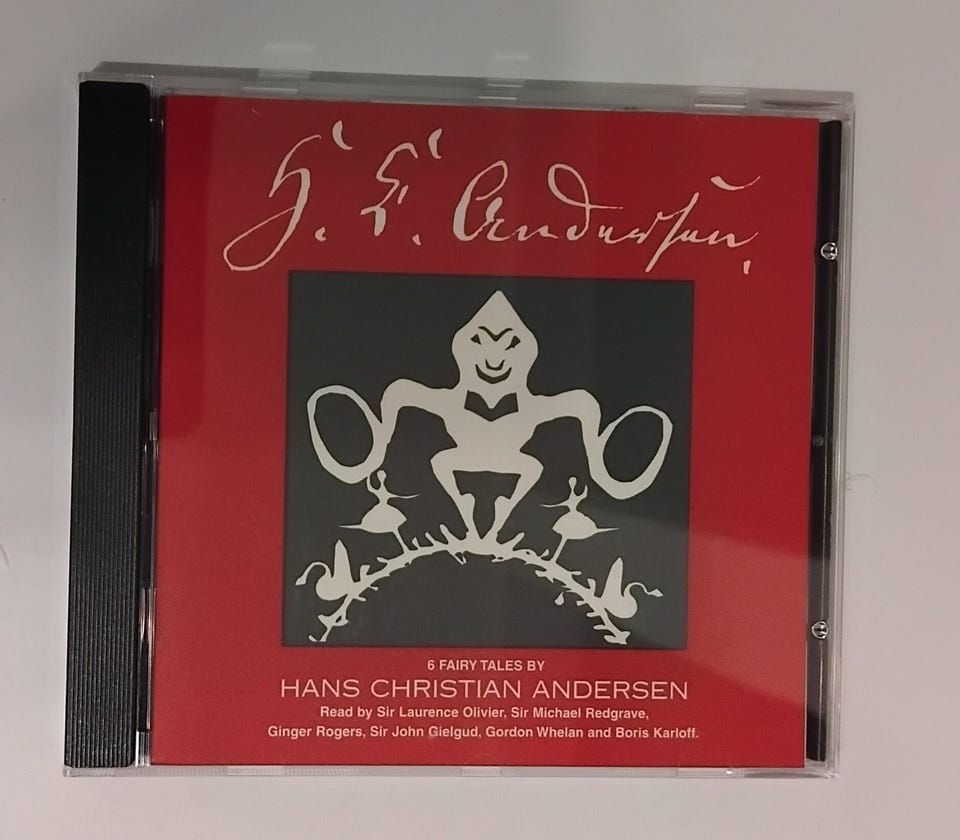 H. C. Andersen.
6 FAIRY TALES BY
HANS CHRISTIAN ANDERSEN
Read by Sir Laurence Olivier, Sir Michael Redgrave,
Ginger Rogers, Sir John Gielgud, Gordon Whelan and Boris Karloff.